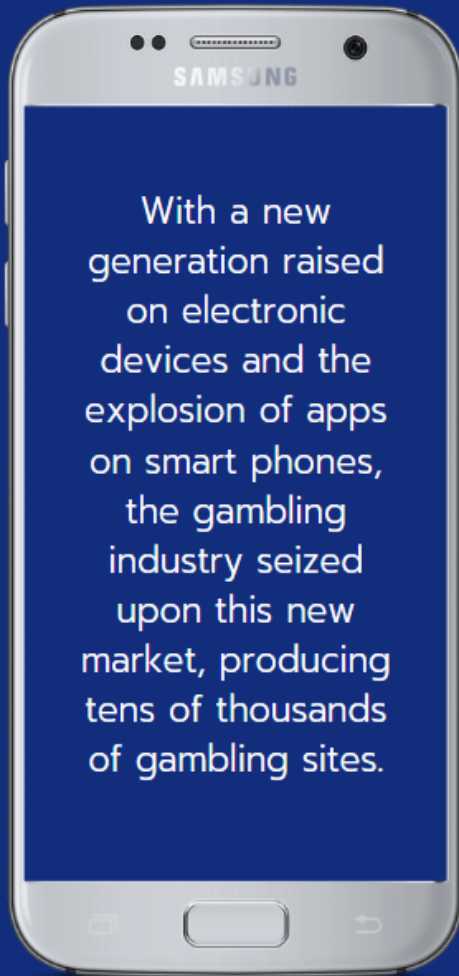 SAMSUNG
With a new
generation raised
on electronic
devices and the
explosion of apps
on smart phones,
the gambling
industry seized
upon this new
market, producing
tens of thousands
of gambling sites.